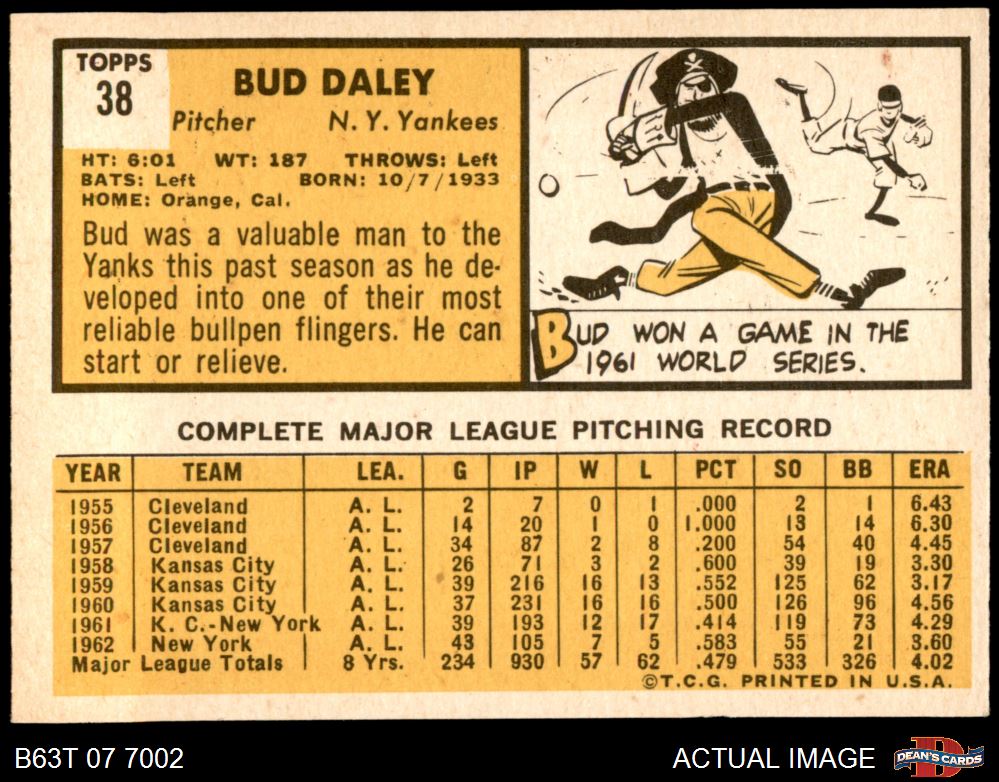 TOPPS
38
BUD DALEY
Pitcher N. Y. Yankees
HT: 6:01 WT: 187 THROWS: Left
BATS: Left BORN: 10/7/1933
HOME: Orange, Cal.
Bud was a valuable man to the
Yanks this past season as he de-
veloped into one of their most
reliable bullpen flingers. He can
start or relieve.
BUD WON A GAME IN THE
1961 WORLD SERIES.
COMPLETE MAJOR LEAGUE PITCHING RECORD
YEAR TEAM LEA. G IP W L PCT SO BB ERA
1955 Cleveland A. L. 2 7 0 1 .000 2 1 6.43
1956 Cleveland A. L. 14 20 1 0 1.000 13 14 6.30
1957 Cleveland A. L. 34 87 2 8 .200 54 40 4.45
1958 Kansas City A. L. 26 71 3 2 .600 39 19 3.30
1959 Kansas City A. L. 39 216 16 13 .552 125 62 3.17
1960 Kansas City A. L. 37 231 16 16 .500 126 96 4.56
1961 K. C.-New York A. L. 39 193 12 17 .414 119 73 4.29
1962 New York A. L. 43 105 7 5 .583 55 21 3.60
Major League Totals 8 Yrs. 234 930 57 62 .479 533 326 4.02
©T.C.G. PRINTED IN U.S.A.
B63T 07 7002 ACTUAL IMAGE
D
DEAN'S CARDS